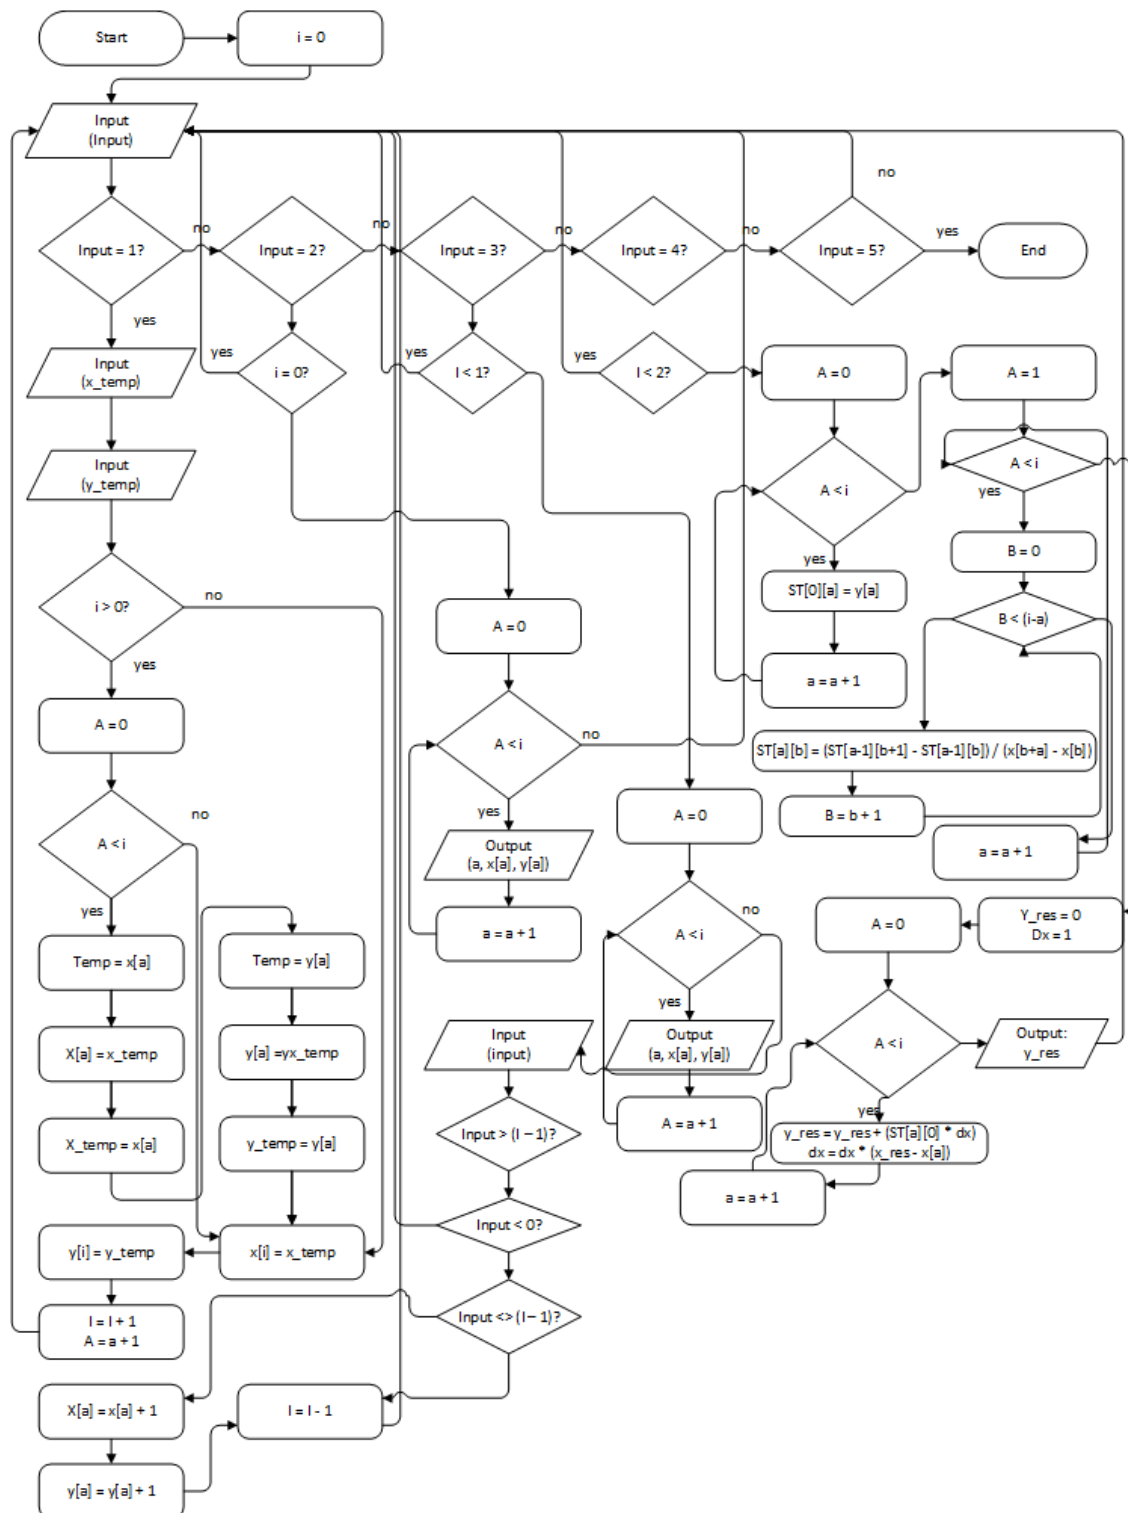 Start
i = 0
Input
(Input)
no
Input = 1?
no
Input = 2?
no
Input = 3?
no
Input = 4?
no
Input = 5?
yes
End
yes
Input
(x_temp)
yes
i = 0?
yes
I < 1?
yes
I < 2?
A = 0
A = 1
Input
(y_temp)
A < i
A < i
yes
yes
B = 0
ST[0][a] = y[a]
i > 0?
no
A = 0
B < (i-a)
yes
a = a + 1
A = 0
A < i
no
ST[a][b] = (ST[a-1][b+1] - ST[a-1][b]) / (x[b+a] - x[b])
yes
A = 0
B = b + 1
A < i
no
Output
(a, x[a], y[a])
a = a + 1
yes
a = a + 1
no
A < i
A = 0
Y_res = 0
Dx = 1
Temp = x[a]
Temp = y[a]
yes
X[a] = x_temp
y[a] =yx_temp
Input
(input)
Output
(a, x[a], y[a])
A < i
Output:
y_res
yes
X_temp = x[a]
y_temp = y[a]
Input > (I – 1)?
A = a + 1
y_res = y_res + (ST[a][0] * dx)
dx = dx * (x_res - x[a])
a = a + 1
Input < 0?
y[i] = y_temp
x[i] = x_temp
I = I + 1
A = a + 1
Input <> (I – 1)?
X[a] = x[a] + 1
I = I - 1
y[a] = y[a] + 1